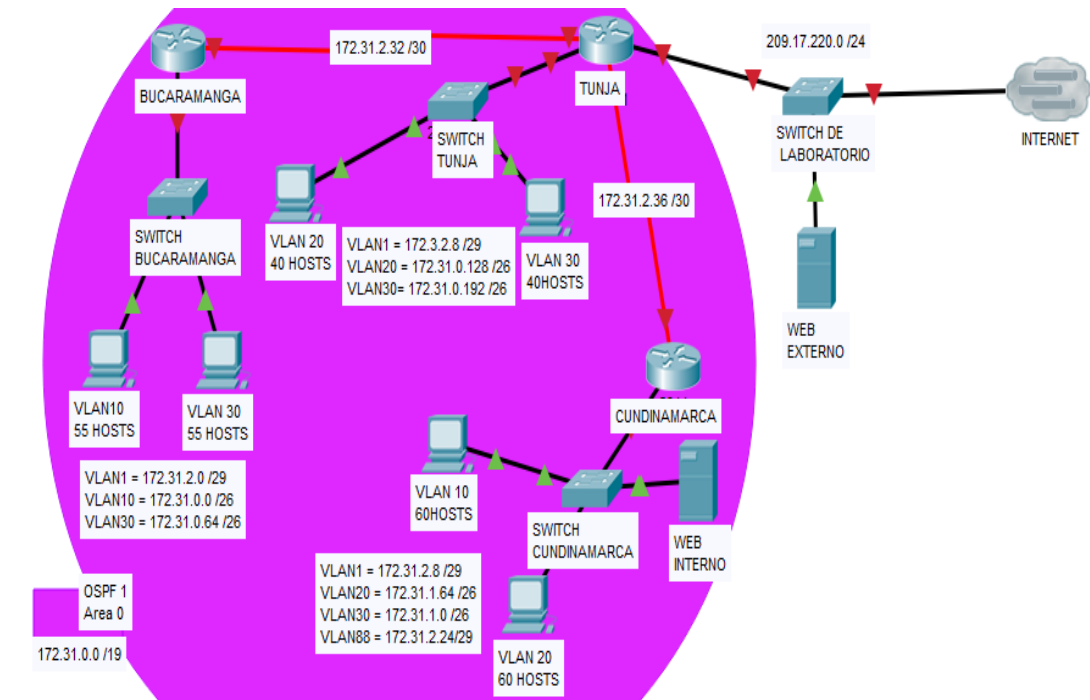 172.31.2.32 /30
209.17.220.0 /24
BUCARAMANGA
TUNJA
INTERNET
SWITCH
TUNJA
SWITCH DE
LABORATORIO
172.31.2.36 /30
SWITCH
BUCARAMANGA
VLAN 20
40 HOSTS
VLAN1 = 172.3.2.8 /29
VLAN20 = 172.31.0.128 /26
VLAN30= 172.31.0.192 /26
VLAN 30
40HOSTS
WEB
EXTERNO
VLAN10
55 HOSTS
VLAN 30
55 HOSTS
CUNDINAMARCA
VLAN1 = 172.31.2.0 /29
VLAN10 = 172.31.0.0 /26
VLAN30 = 172.31.0.64 /26
VLAN 10
60HOSTS
SWITCH
CUNDINAMARCA
WEB
INTERNO
VLAN1 = 172.31.2.8 /29
VLAN20 = 172.31.1.64 /26
VLAN30 = 172.31.1.0 /26
VLAN88 = 172.31.2.24/29
OSPF 1
Area 0
172.31.0.0 /19
VLAN 20
60 HOSTS